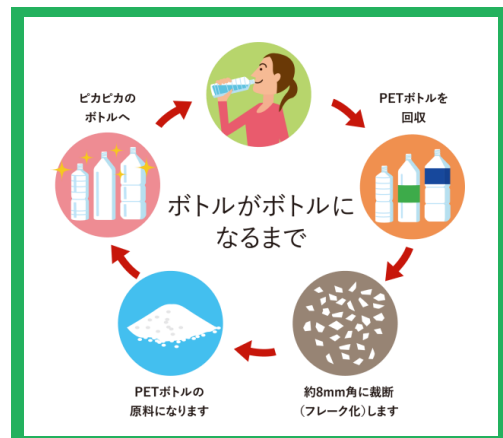 ピカピカの
ボトルへ
PETボトルを
回収
ボトルがボトルに
なるまで
PETボトルの
原料になります
約8mm角に裁断
(フレーク化)します